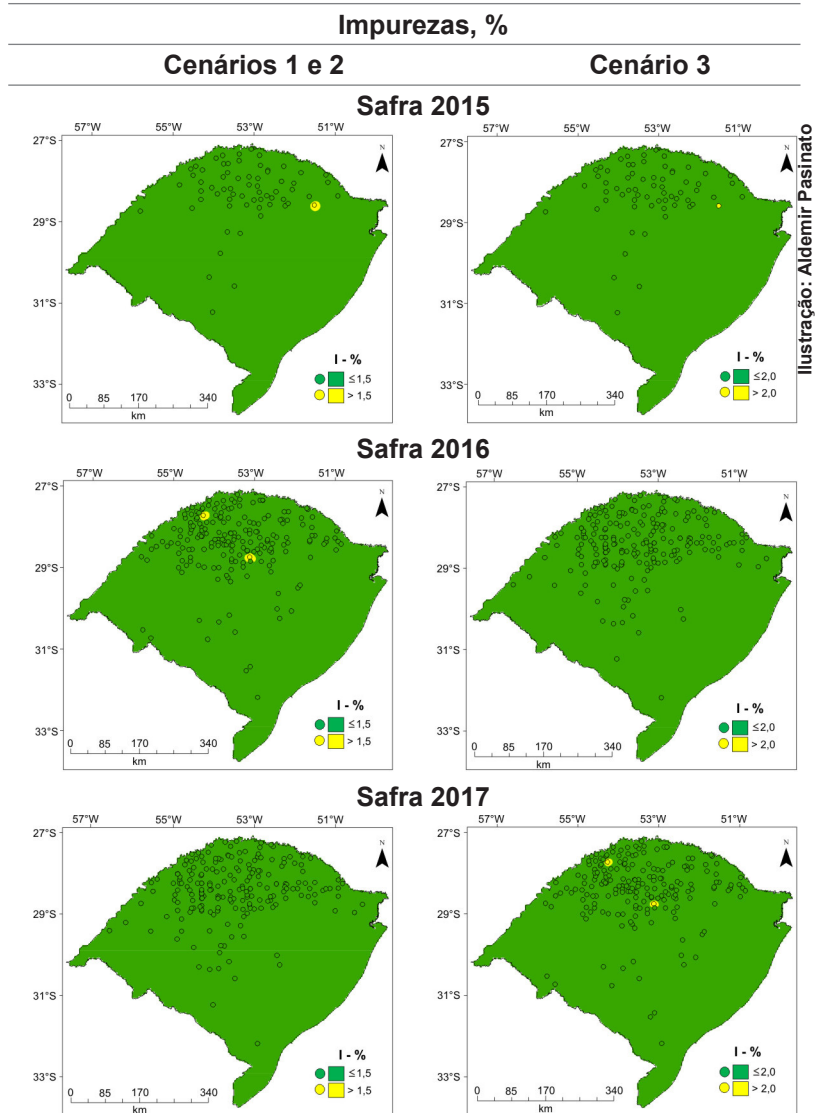 Impurezas, %
Cenários 1 e 2
Cenário 3
Safra 2015
57°W 55°W 53°W 51°W
27°S
29°S
31°S
33°S
N
I - %
≤1,5
> 1,5
0 85 170 340
km
57°W 55°W 53°W 51°W
27°S
29°S
31°S
33°S
N
I - %
≤2,0
> 2,0
0 85 170 340
km
Ilustração: Aldemir Pasinato
Safra 2016
57°W 55°W 53°W 51°W
27°S
29°S
31°S
33°S
N
I - %
≤1,5
> 1,5
0 85 170 340
km
57°W 55°W 53°W 51°W
27°S
29°S
31°S
33°S
N
I - %
≤2,0
> 2,0
0 85 170 340
km
Safra 2017
57°W 55°W 53°W 51°W
27°S
29°S
31°S
33°S
N
I - %
≤1,5
> 1,5
0 85 170 340
km
57°W 55°W 53°W 51°W
27°S
29°S
31°S
33°S
N
I - %
≤2,0
> 2,0
0 85 170 340
km